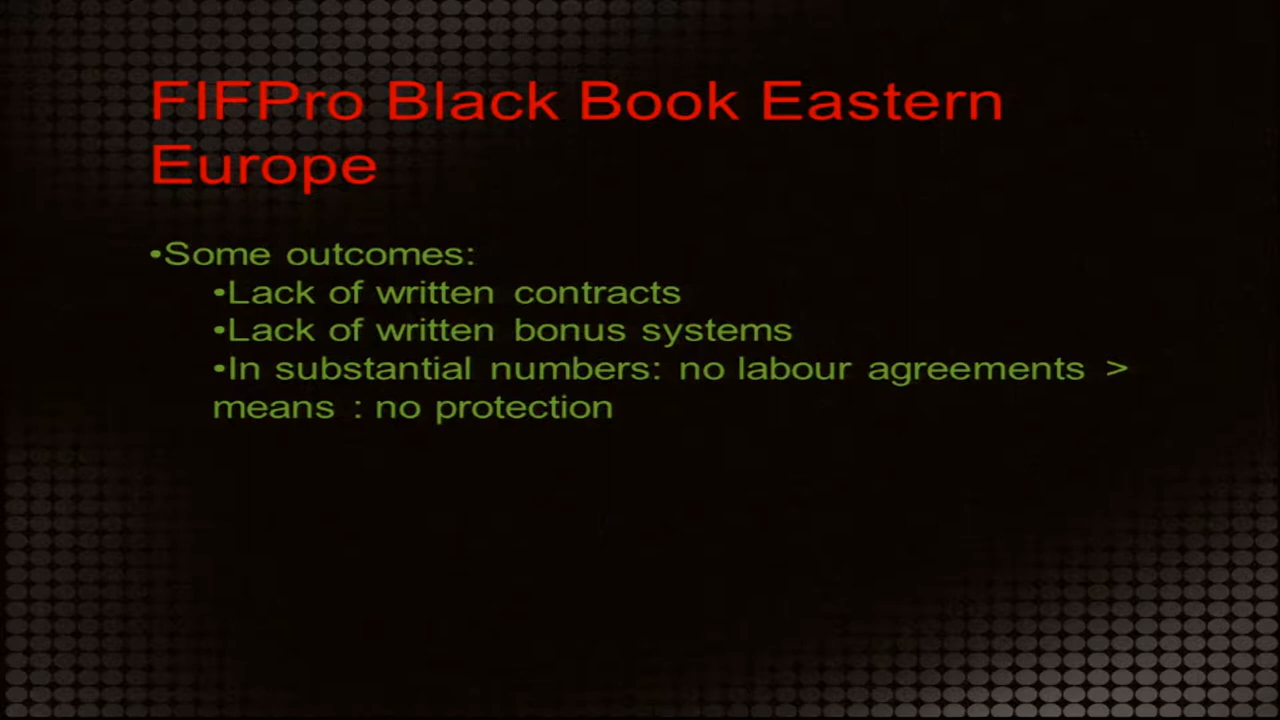 FIFPro Black Book Eastern
Europe
•Some outcomes:
•Lack of written contracts
•Lack of written bonus systems
•In substantial numbers: no labour agreements >
means : no protection